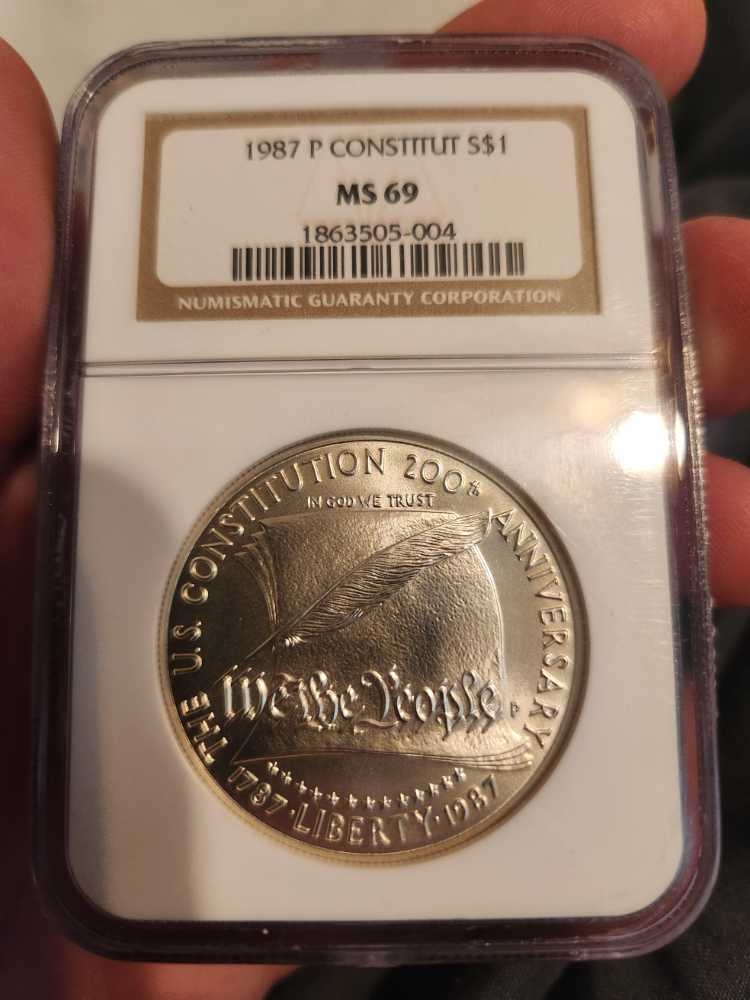 1987 P CONSTITUT S$1
MS 69
1863505-004
NUMISMATIC GUARANTY CORPORATION
THE U.S. CONSTITUTION 200th ANNIVERSARY
IN GOD WE TRUST
We the People
P
1787·LIBERTY·1987